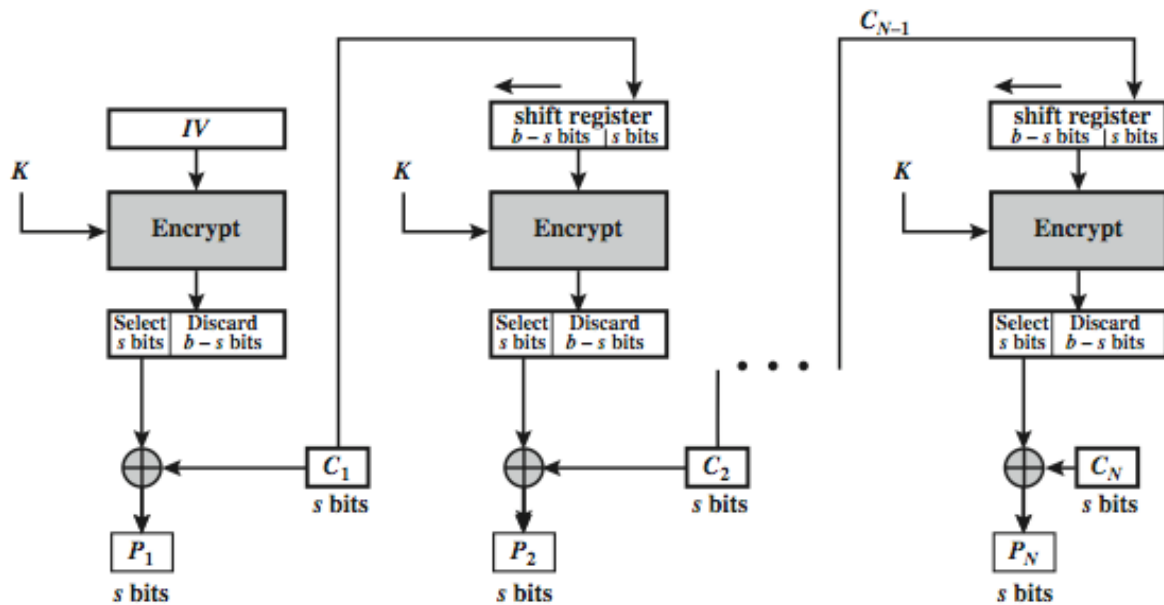 C_{N-1}
IV
shift register
b – s bits | s bits
shift register
b – s bits | s bits
K
K
K
Encrypt
Encrypt
Encrypt
Select
s bits
Discard
b – s bits
Select
s bits
Discard
b – s bits
Select
s bits
Discard
b – s bits
• • •
C_1
s bits
C_2
s bits
C_N
s bits
P_1
s bits
P_2
s bits
P_N
s bits